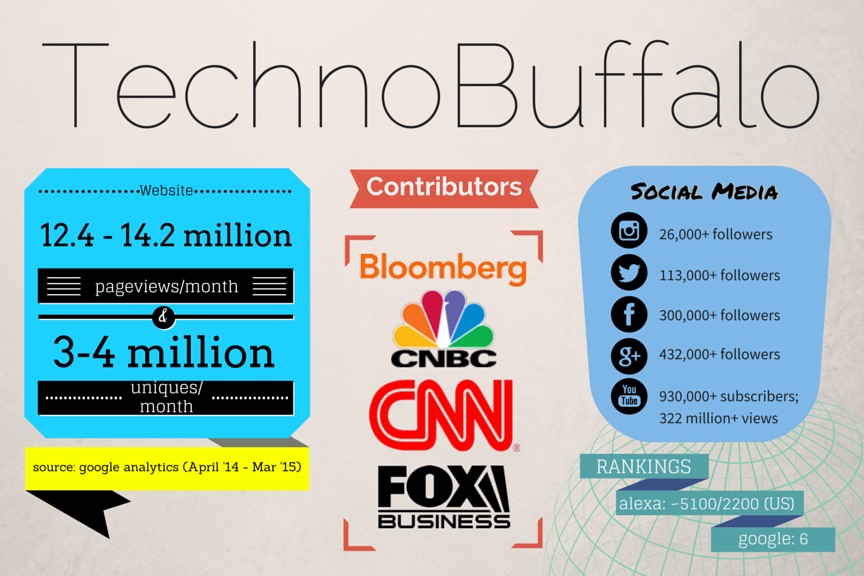 TechnoBuffalo
Website
12.4 - 14.2 million
pageviews/month
&
3-4 million
uniques/
month
source: google analytics (April '14 - Mar '15)
Contributors
Bloomberg
CNBC
CNN
®
FOX
BUSINESS
SOCIAL MEDIA
26,000+ followers
113,000+ followers
f
300,000+ followers
g+
432,000+ followers
You
Tube
930,000+ subscribers;
322 million+ views
RANKINGS
alexa: ~5100/2200 (US)
google: 6